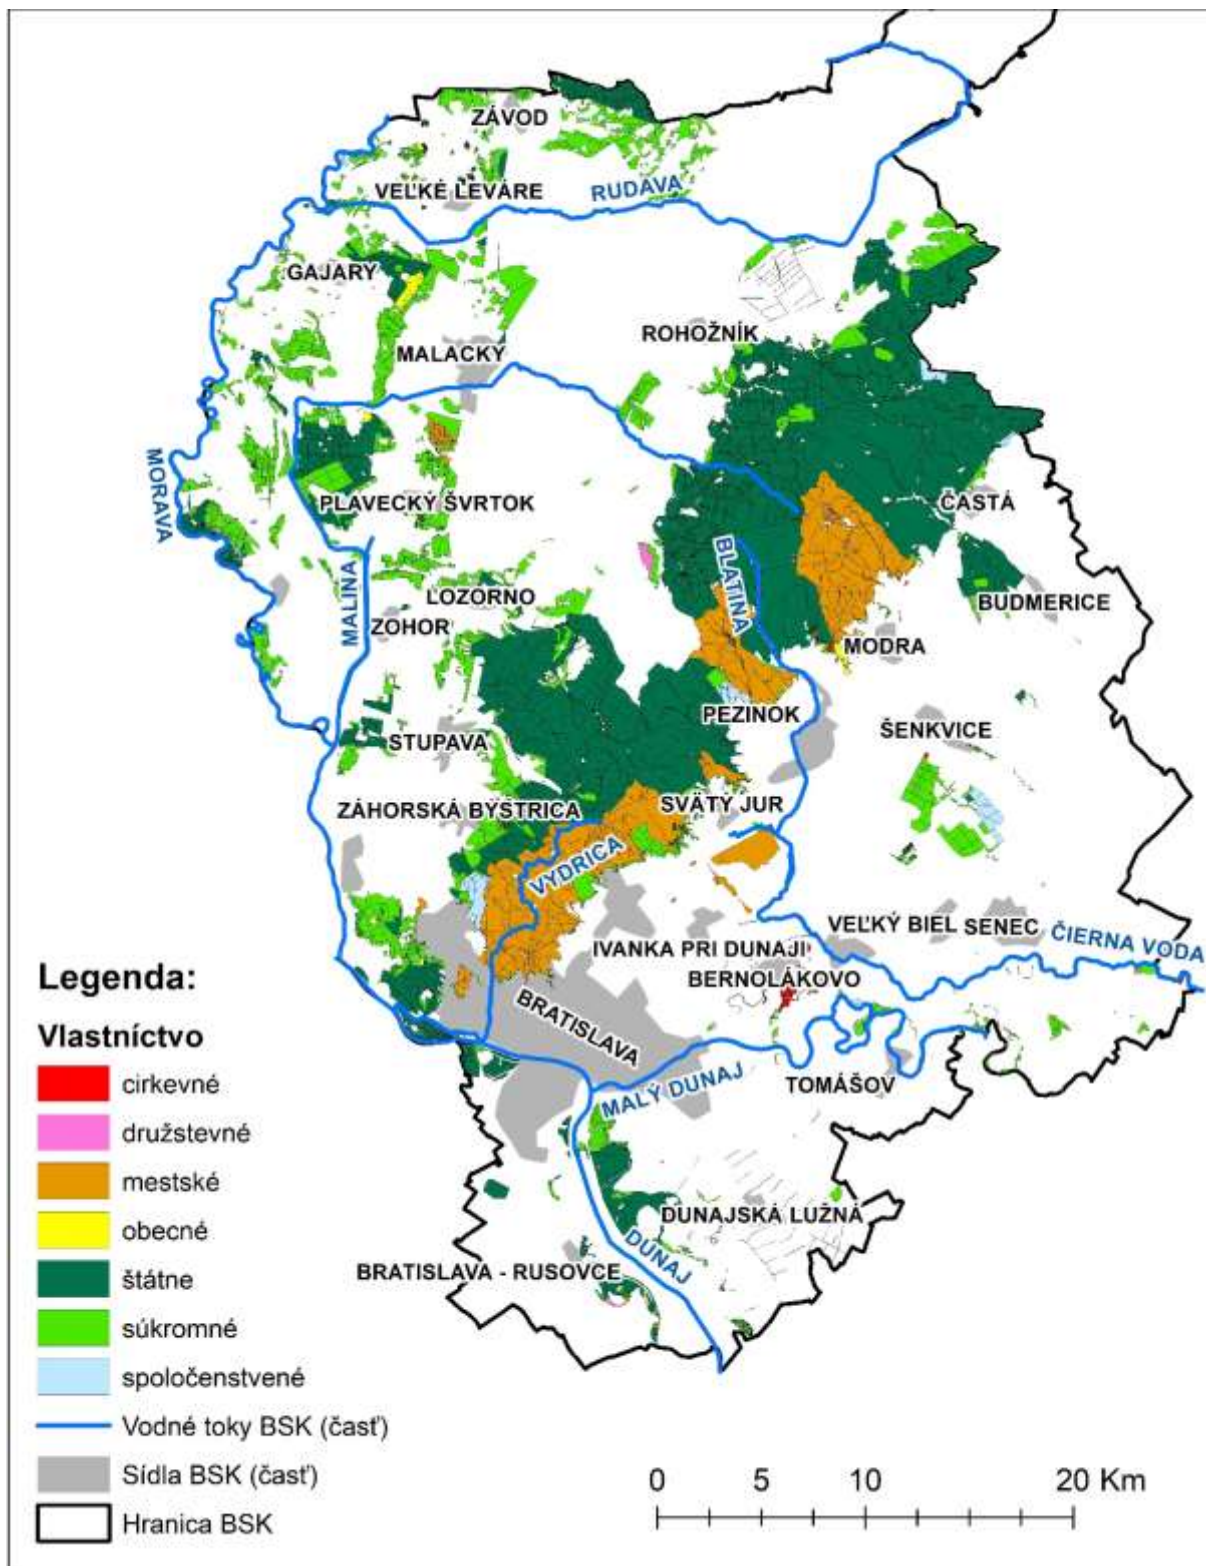 ZÁVOD
VEĽKÉ LEVÁRE
RUDAVA
GAJARY
ROHOŽNÍK
MALACKY
MORAVA
PLAVECKÝ ŠVRTOK
ČASTÁ
BLATINA
MALINA
LOZORNO
BUDMERICE
ZOHOR
MODRA
PEZINOK
ŠENKVICE
STUPAVA
ZÁHORSKÁ BYSTRICA
SVÄTÝ JUR
VYDRICA
VEĽKÝ BIEL
SENEC
ČIERNA VODA
IVANKA PRI DUNAJI
BERNOLÁKOVO
BRATISLAVA
MALÝ DUNAJ
TOMÁŠOV
DUNAJSKÁ LUŽNÁ
DUNAJ
BRATISLAVA - RUSOVCE
Legenda:
Vlastníctvo
cirkevné
družstevné
mestské
obecné
štátne
súkromné
spoločenstvené
Vodné toky BSK (časť)
Sídla BSK (časť)
Hranica BSK
0 5 10 20 Km